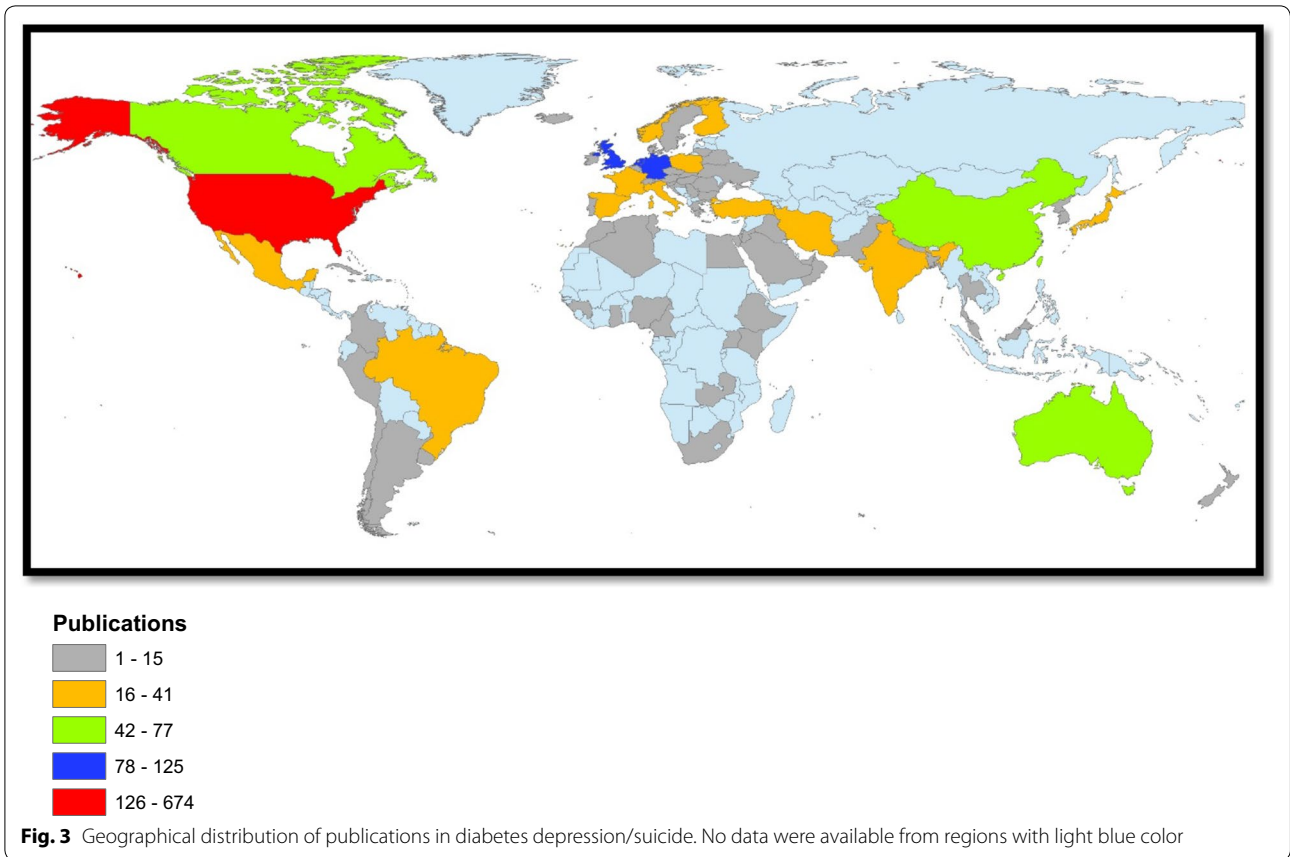 Publications
1 - 15
16 - 41
42 - 77
78 - 125
126 - 674
Fig. 3 Geographical distribution of publications in diabetes depression/suicide. No data were available from regions with light blue color